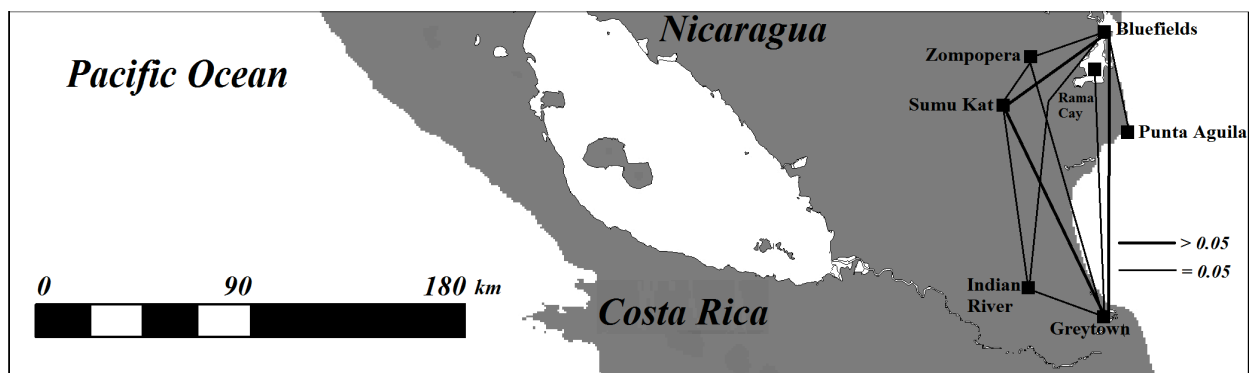 Nicaragua
Bluefields
Zompopera
Pacific Ocean
Rama
Cay
Sumu Kat
Punta Aguila
> 0.05
= 0.05
0 90 180 km
Indian
River
Costa Rica
Greytown